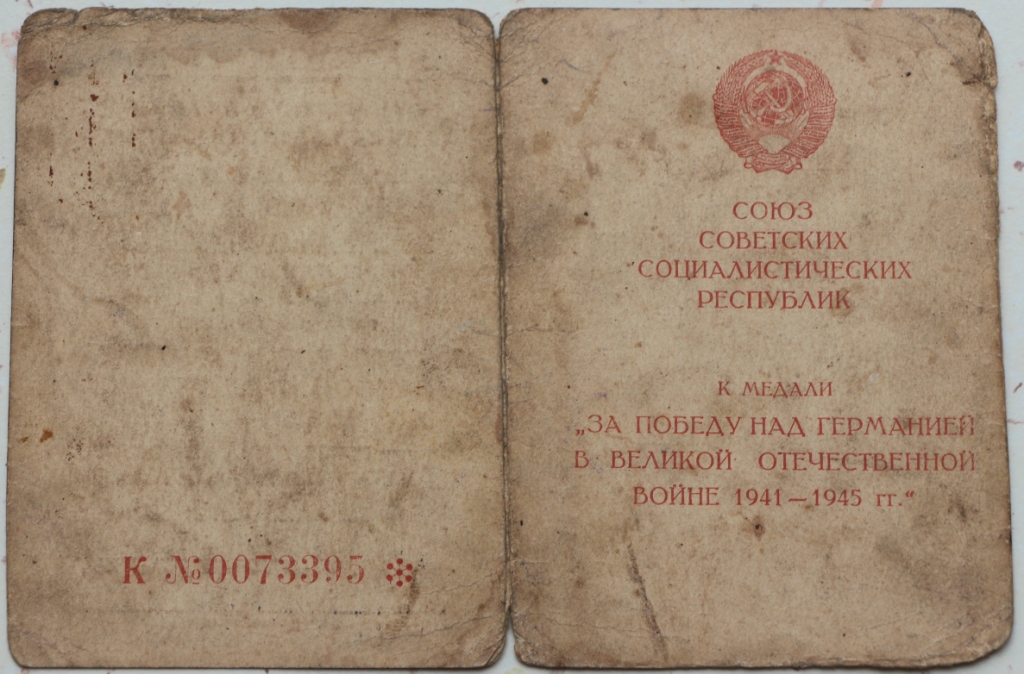 К №0073395
СОЮЗ
СОВЕТСКИХ
СОЦИАЛИСТИЧЕСКИХ
РЕСПУБЛИК
К МЕДАЛИ
„ЗА ПОБЕДУ НАД ГЕРМАНИЕЙ
В ВЕЛИКОЙ ОТЕЧЕСТВЕННОЙ
ВОЙНЕ 1941—1945 гг.“